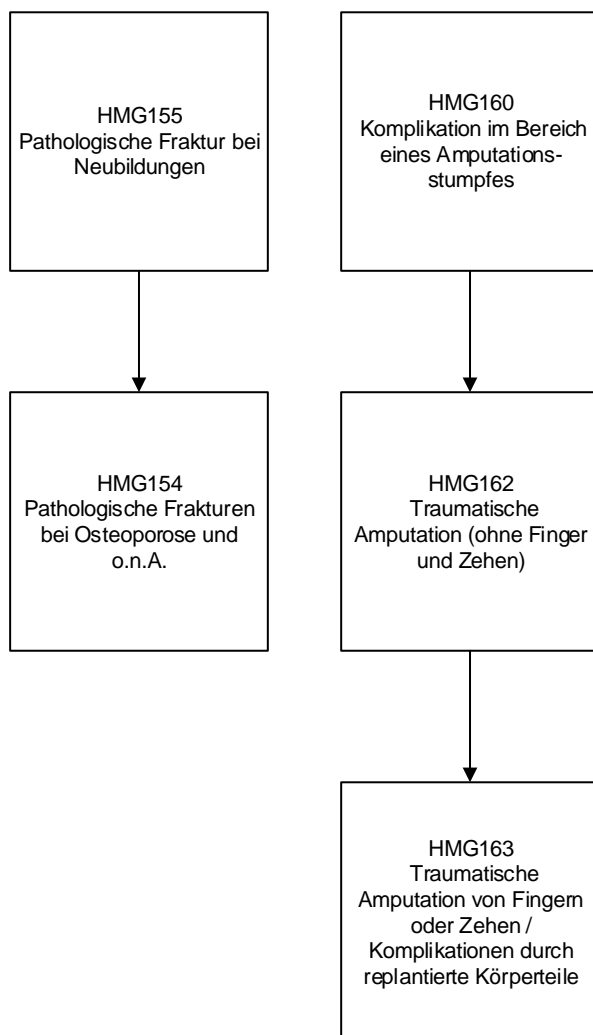 HMG155
Pathologische Fraktur bei
Neubildungen
HMG154
Pathologische Frakturen
bei Osteoporose und
o.n.A.
HMG160
Komplikation im Bereich
eines Amputations-
stumpfes
HMG162
Traumatische
Amputation (ohne Finger
und Zehen)
HMG163
Traumatische
Amputation von Fingern
oder Zehen /
Komplikationen durch
replantierte Körperteile